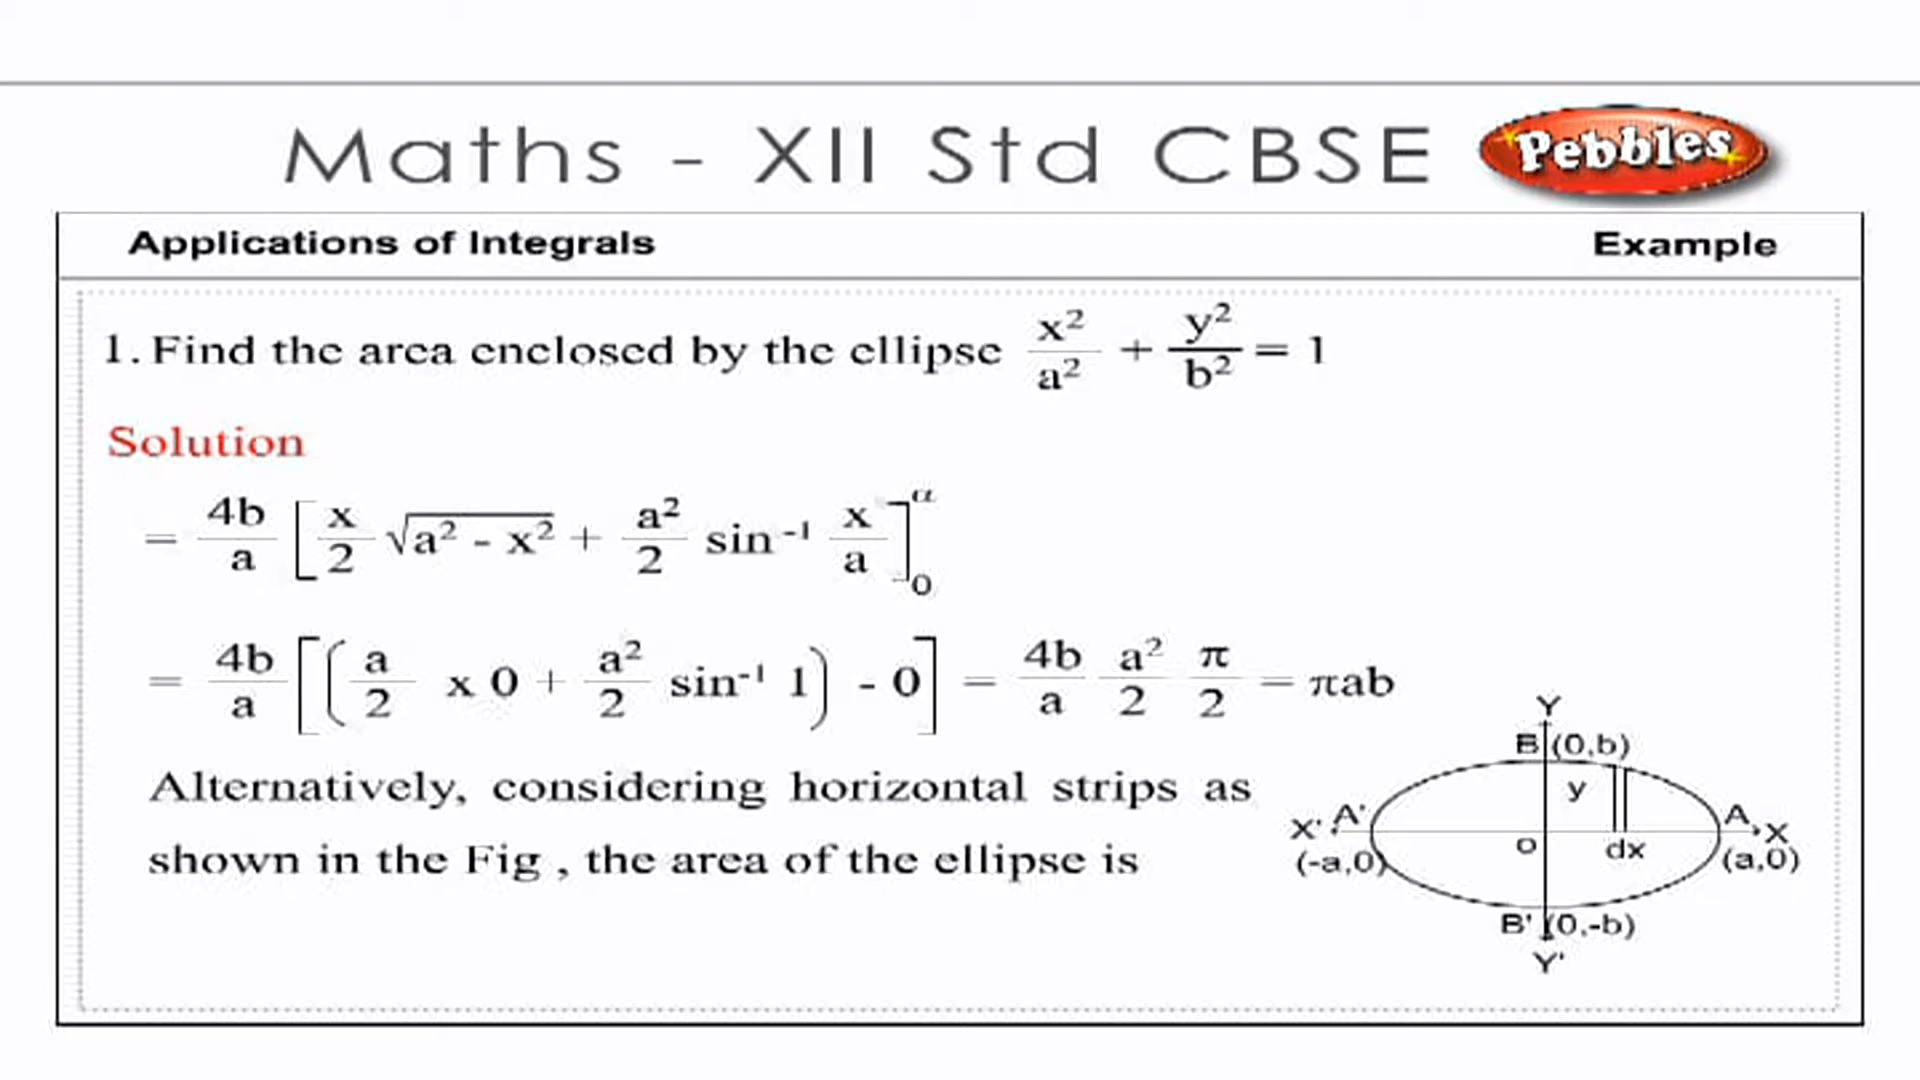 Maths - XII Std CBSE Pebbles
Applications of Integrals Example
1. Find the area enclosed by the ellipse x²/a² + y²/b² = 1
Solution
= 4b/a [ x/2 √a² - x² + a²/2 sin⁻¹ x/a ]₀ᵅ
= 4b/a [ ( a/2 x 0 + a²/2 sin⁻¹ 1 ) - 0 ] = 4b/a a²/2 π/2 = πab
Alternatively, considering horizontal strips as
shown in the Fig , the area of the ellipse is
Y
B (0,b)
y
X' A' A X
O dx
(-a,0) (a,0)
B' (0,-b)
Y'